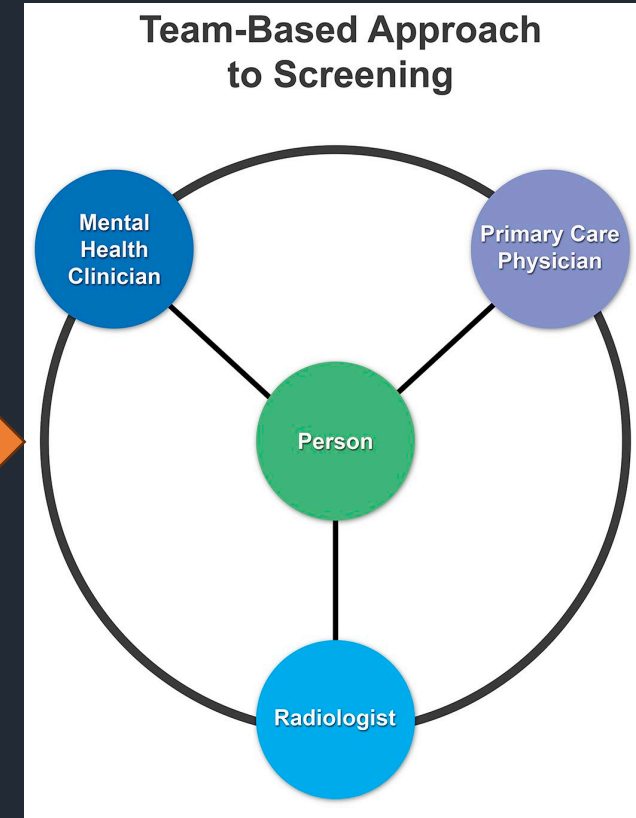 Team-Based Approach
to Screening
Mental
Health
Clinician
Primary Care
Physician
Person
Radiologist